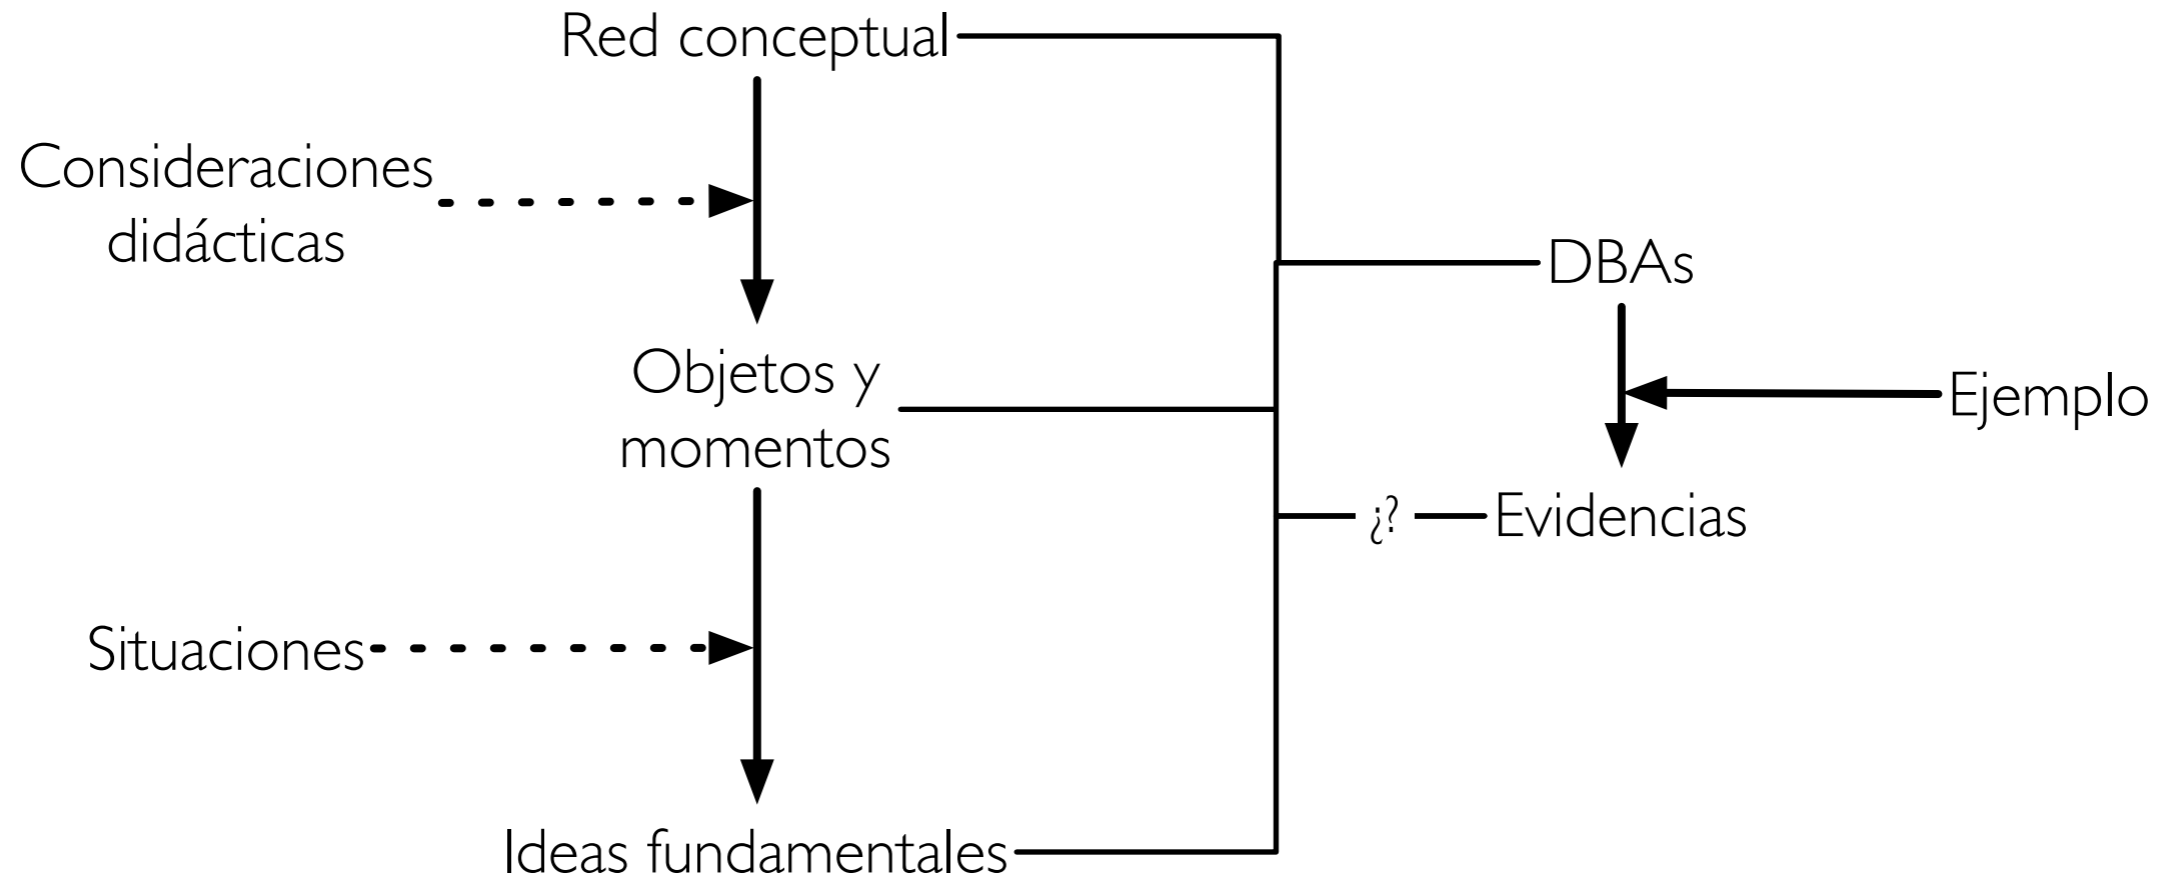 Red conceptual
Consideraciones
didácticas
DBAs
Objetos y
momentos
Ejemplo
¿?
Evidencias
Situaciones
Ideas fundamentales